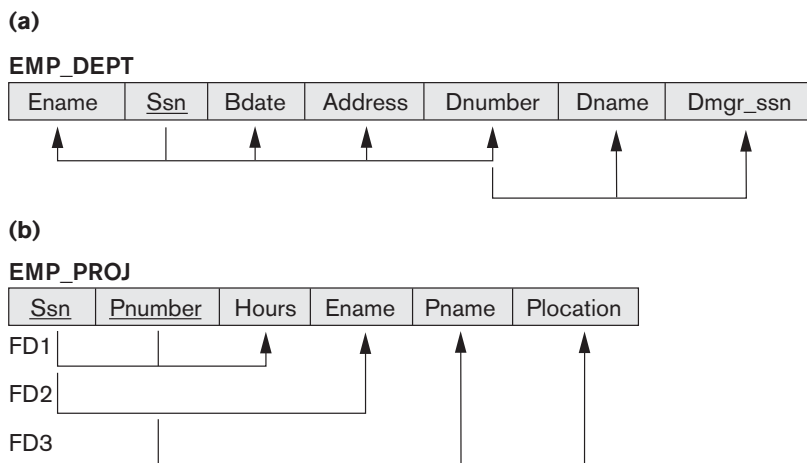 (a)
EMP_DEPT
Ename Ssn Bdate Address Dnumber Dname Dmgr_ssn
(b)
EMP_PROJ
Ssn Pnumber Hours Ename Pname Plocation
FD1
FD2
FD3